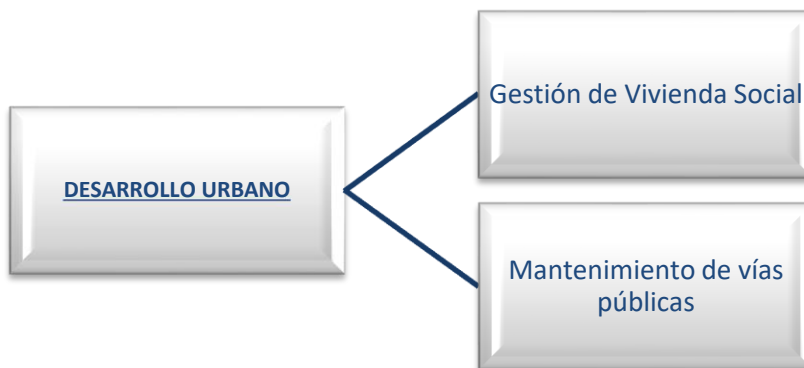 Gestión de Vivienda Social
DESARROLLO URBANO
Mantenimiento de vías
públicas